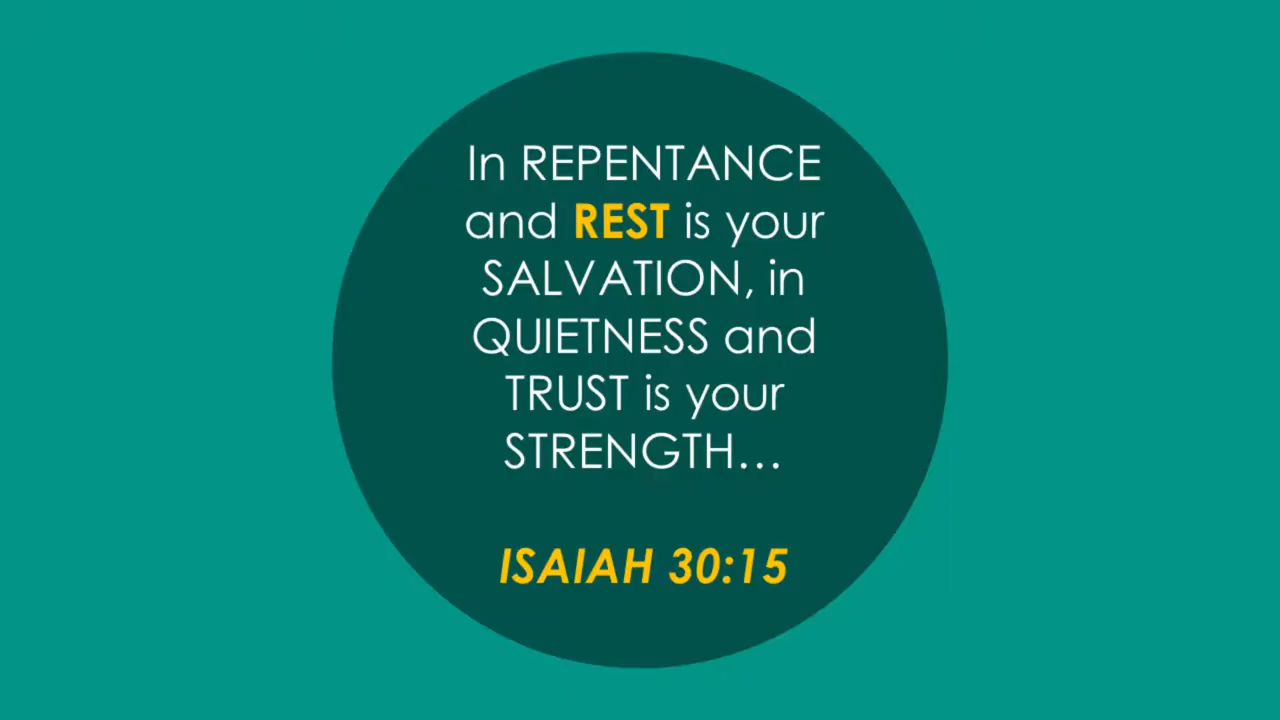 In REPENTANCE
and REST is your
SALVATION, in
QUIETNESS and
TRUST is your
STRENGTH…
ISAIAH 30:15